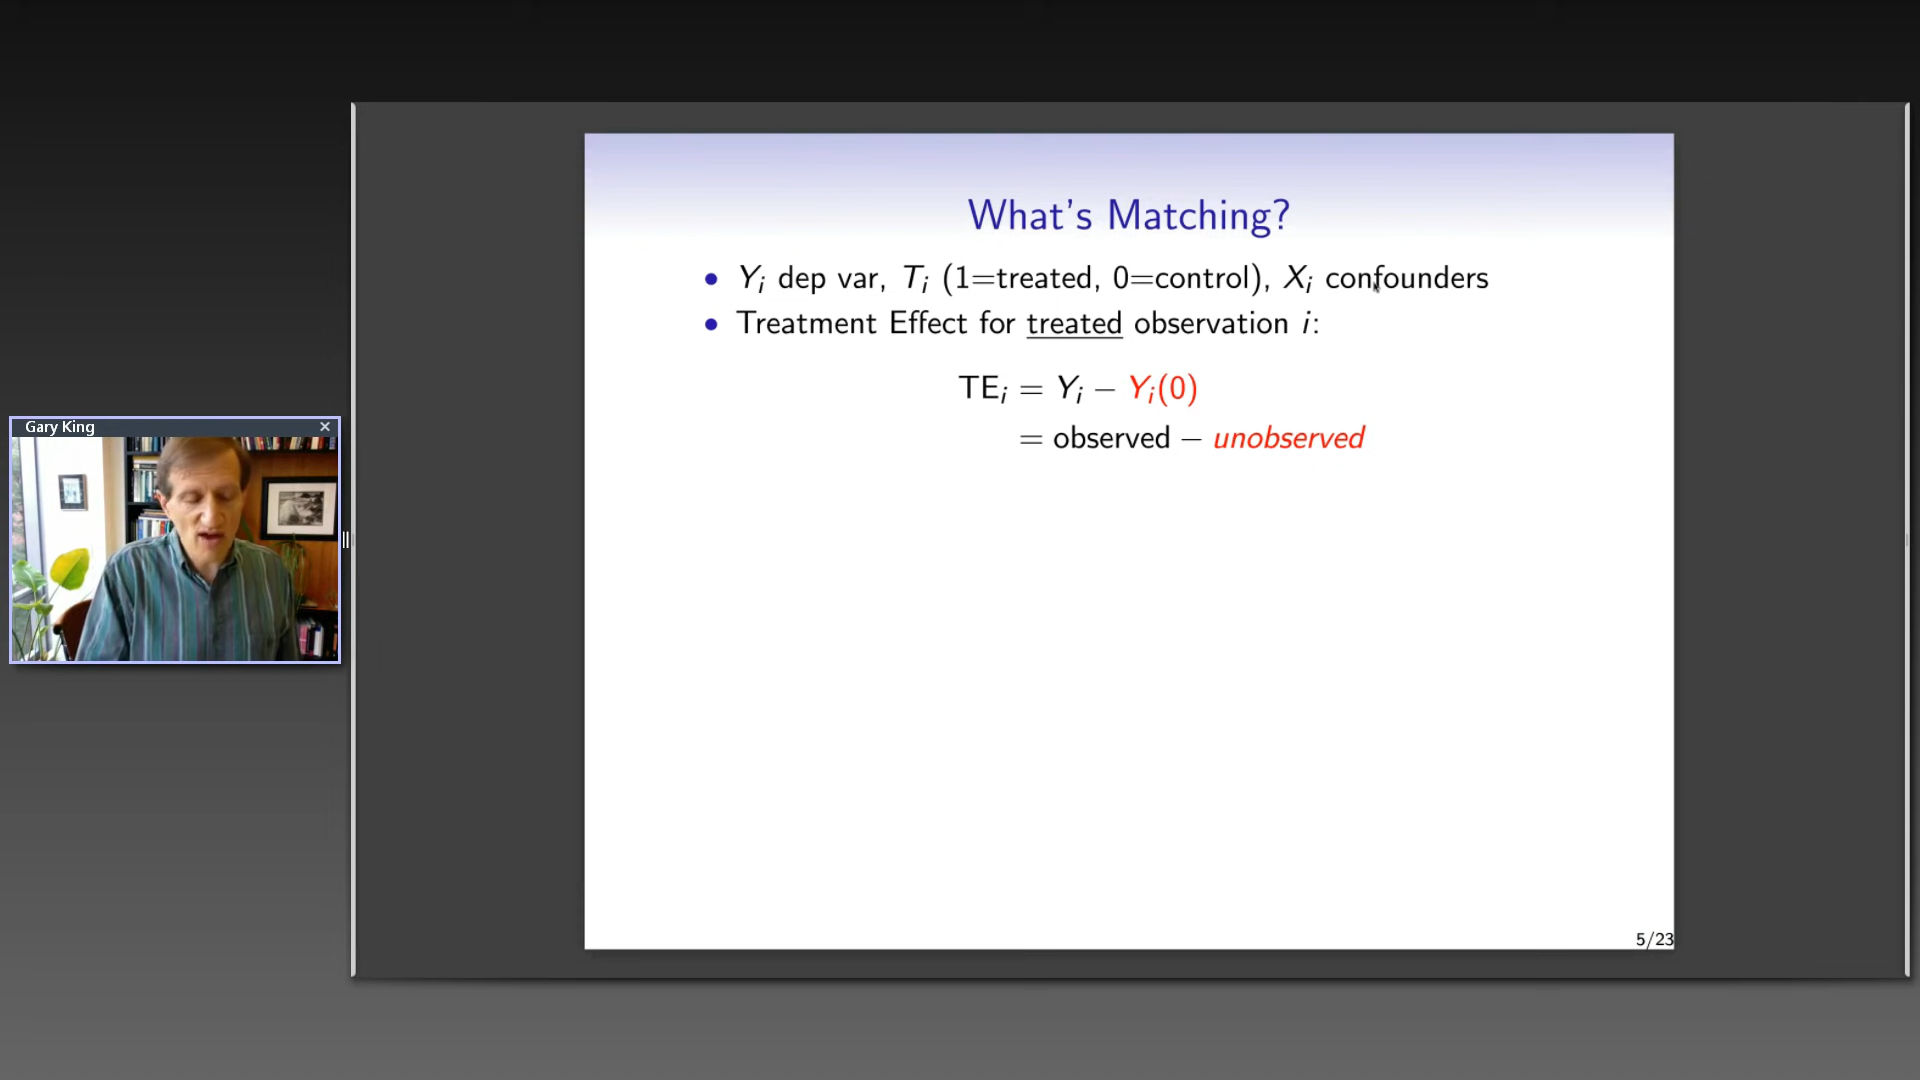 What's Matching?
• Yᵢ dep var, Tᵢ (1=treated, 0=control), Xᵢ confounders
• Treatment Effect for treated observation i:
TEᵢ = Yᵢ − Yᵢ(0)
= observed − unobserved
Gary King
5/23